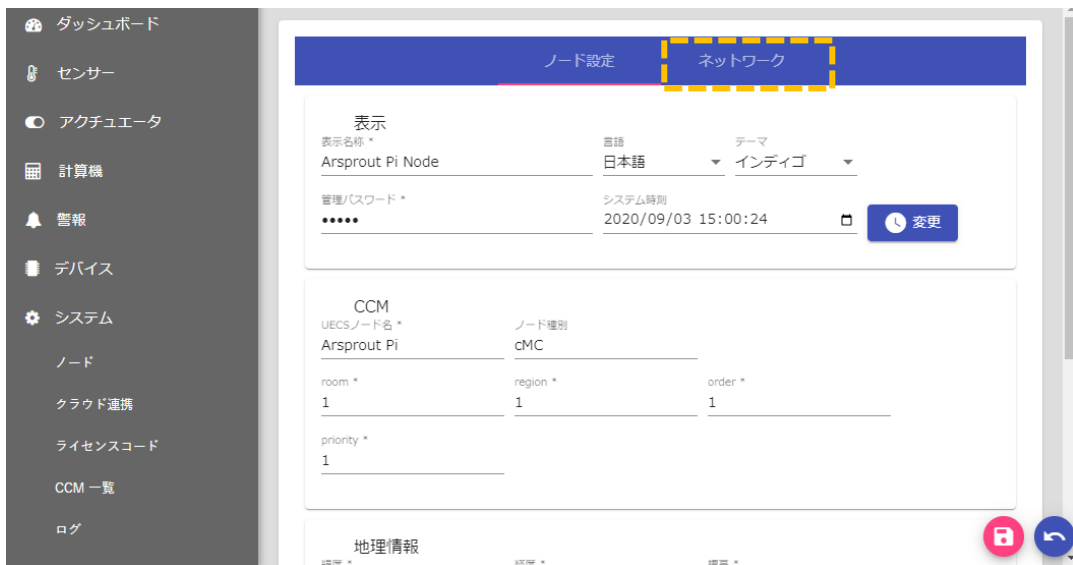 ダッシュボード
センサー
アクチュエータ
計算機
警報
デバイス
システム
ノード
クラウド連携
ライセンスコード
CCM 一覧
ログ
ノード設定 ネットワーク
表示
表示名称 * 言語 テーマ
Arsprout Pi Node 日本語 インディゴ
管理パスワード * システム時刻
••••• 2020/09/03 15:00:24 変更
CCM
UECSノード名 * ノード種別
Arsprout Pi cMC
room * region * order *
1 1 1
priority *
1
地理情報
緯度 * 経度 *